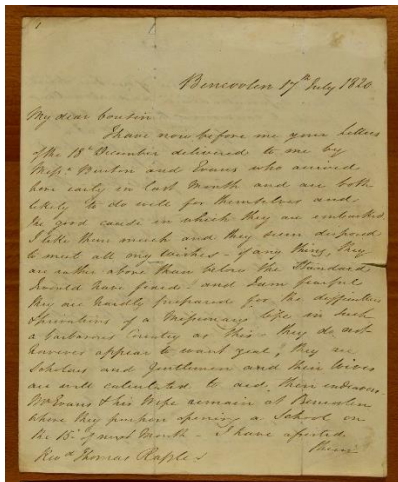 Bencoolen 17th July 1820
My dear Cousin
I have now before me your letters
of the 18th December delivered to me by
Messrs Burton and Evans who arrived
here early in last month and are both
likely to do well for themselves and
the good cause in which they are embarked
I like them much and they seem disposed
to meet all my wishes - if any thing, they
are rather above than below the Standard
I would have fixed - and I am fearful
they are hardly prepared for the difficulties
& privations of a Missionary life in such
a barbarous Country as this - they do not
however appear to want zeal, they are
Scholars and Gentlemen and their wives
are well calculated to aid their endeavors.
Mr Evans & his Wife remain at Bencoolen
where they purpose opening a School on
the 15 of next Month - I have assisted
them
Revd Thomas Raffles